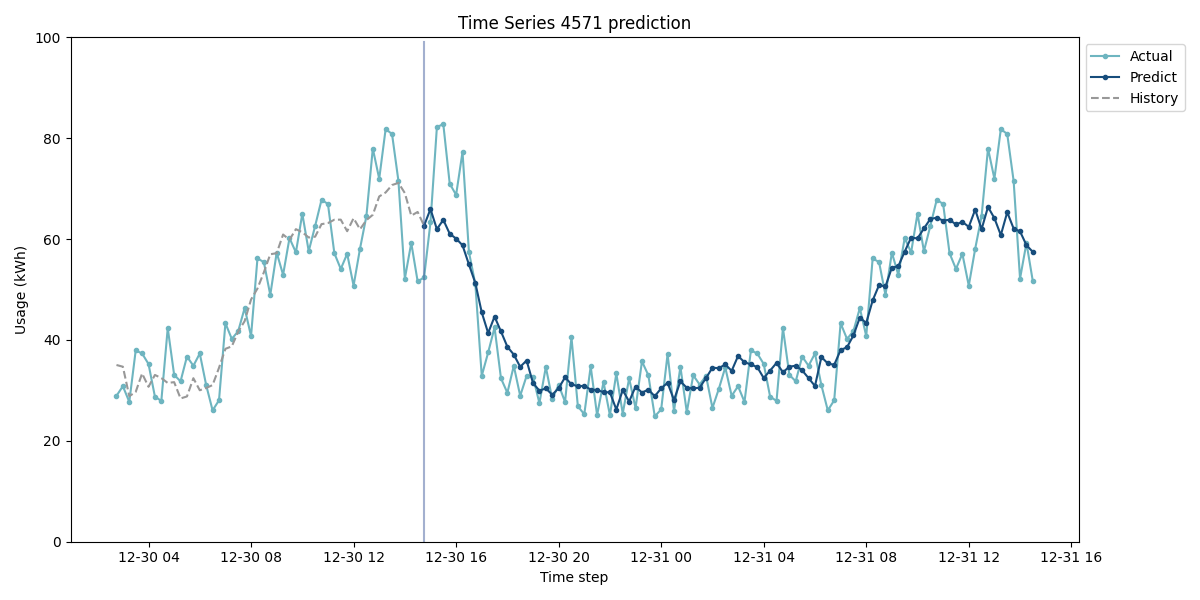 Time Series 4571 prediction
Usage (kWh)
100
80
60
40
20
0
12-30 04
12-30 08
12-30 12
12-30 16
12-30 20
12-31 00
12-31 04
12-31 08
12-31 12
12-31 16
Time step
Actual
Predict
History